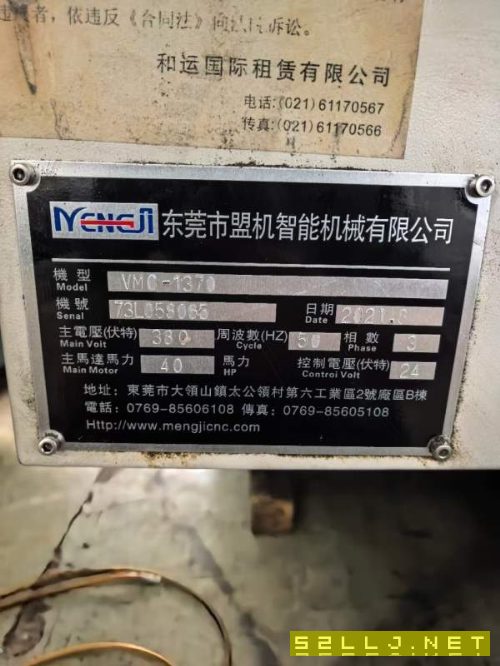 者，依违反《合同法》向法院诉讼。
和运国际租赁有限公司
电话:(021)61170567
传真:(021)61170566
MENGJI 东莞市盟机智能机械有限公司
機型 Model VMC-1370
機號 Serial 73L058065 日期 Date 2021.
主電壓(伏特) Main Volt 380 周波數(HZ) Cycle 50 相數 Phase 3
主馬達馬力 Main Motor 40 馬力 HP 控制電壓(伏特) Control Volt 24
地址: 東莞市大領山鎮太公領村第六工業區2號廠區B棟
電話: 0769-85606108 傳真: 0769-85605108
Http://www.mengjicnc.com
52LLJ.NET